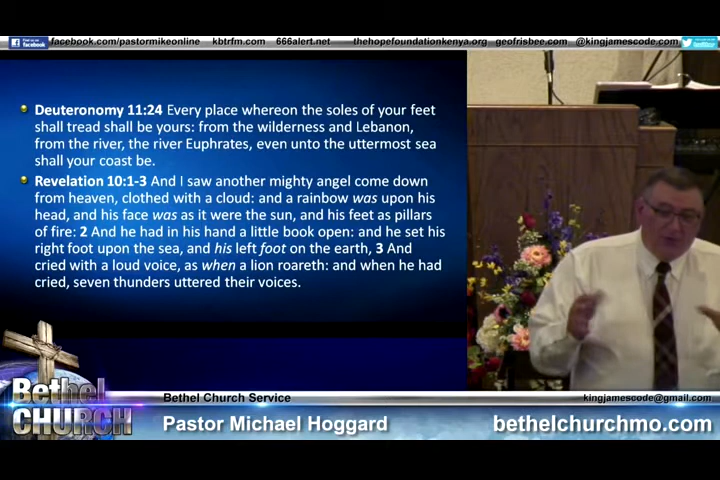 Find us on facebook facebook.com/pastormikeonline kbtrfm.com 666alert.net thehopefoundationkenya.org geofrisbee.com @kingjamescode.com twitter
Deuteronomy 11:24 Every place whereon the soles of your feet
shall tread shall be yours: from the wilderness and Lebanon,
from the river, the river Euphrates, even unto the uttermost sea
shall your coast be.
Revelation 10:1-3 And I saw another mighty angel come down
from heaven, clothed with a cloud: and a rainbow was upon his
head, and his face was as it were the sun, and his feet as pillars
of fire: 2 And he had in his hand a little book open: and he set his
right foot upon the sea, and his left foot on the earth, 3 And
cried with a loud voice, as when a lion roareth: and when he had
cried, seven thunders uttered their voices.
Bethel
CHURCH
Bethel Church Service kingjamescode@gmail.com
Pastor Michael Hoggard bethelchurchmo.com